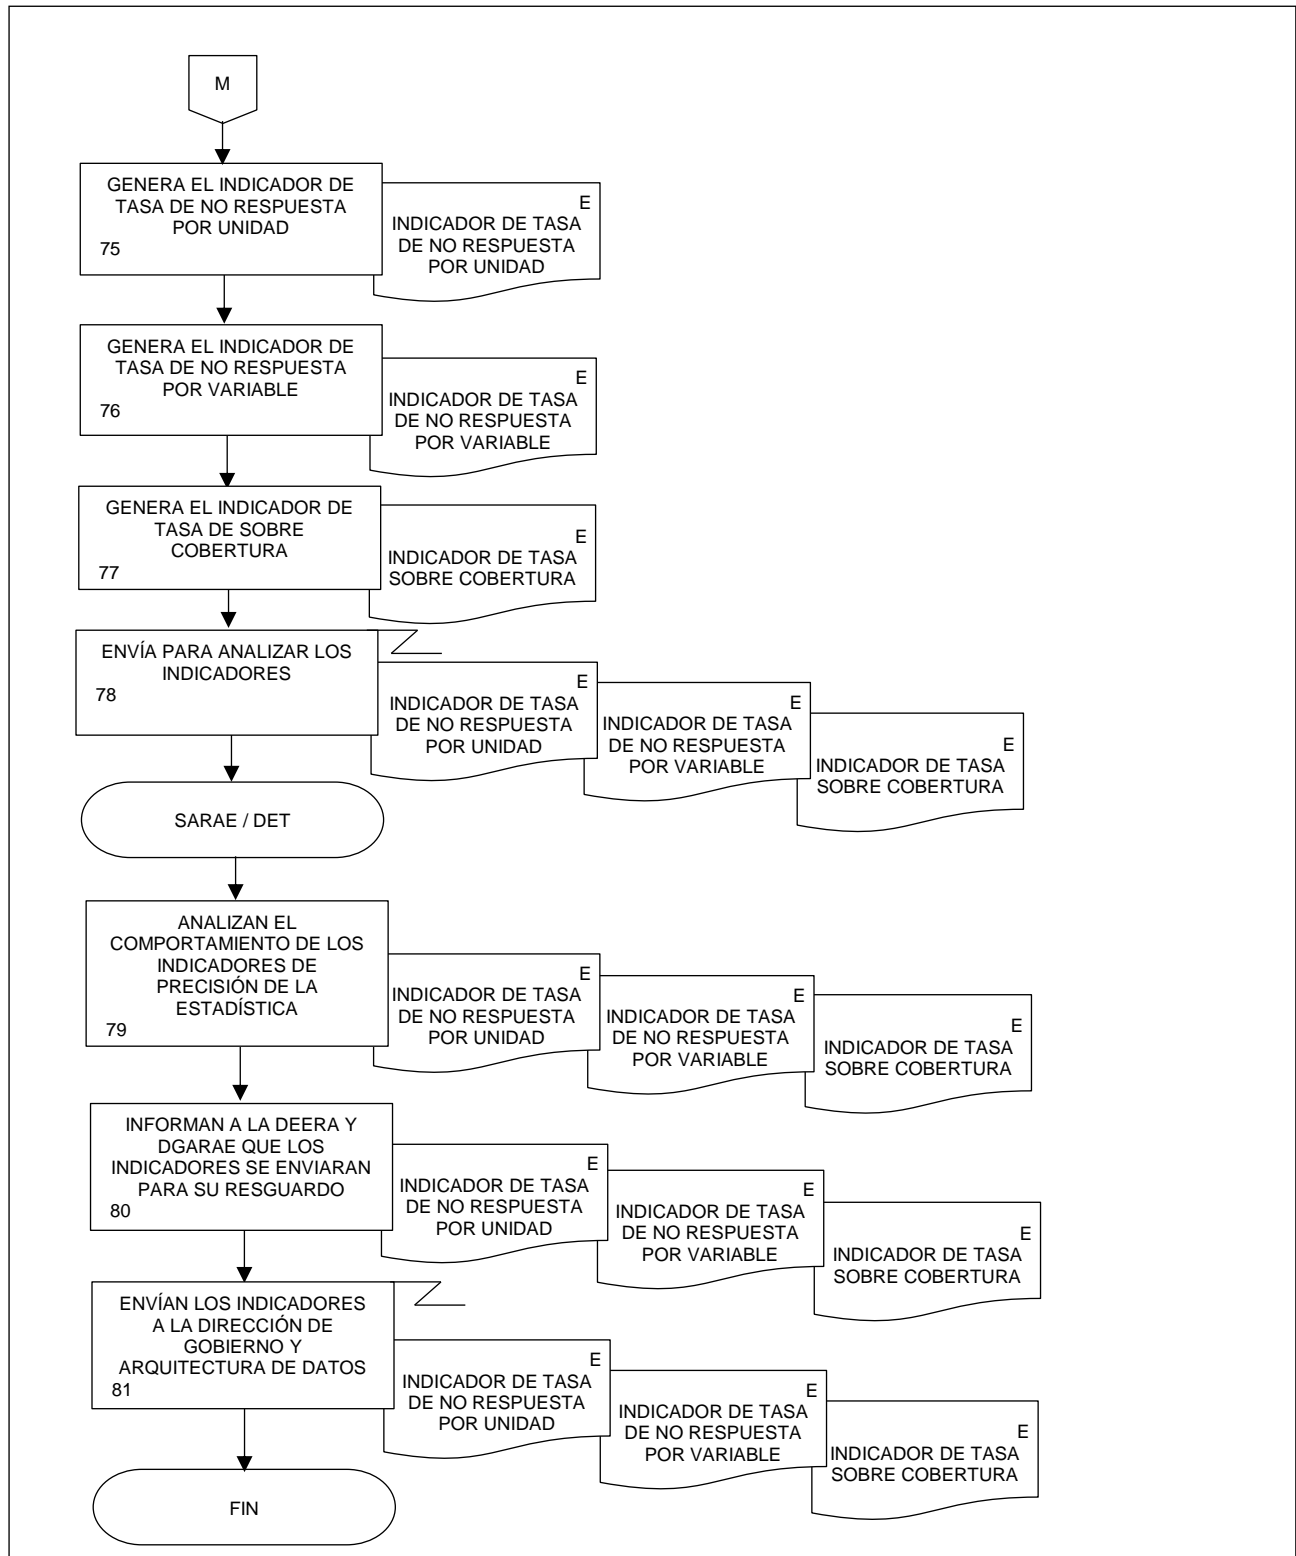 M
GENERA EL INDICADOR DE
TASA DE NO RESPUESTA
POR UNIDAD
75
E
INDICADOR DE TASA
DE NO RESPUESTA
POR UNIDAD
GENERA EL INDICADOR DE
TASA DE NO RESPUESTA
POR VARIABLE
76
E
INDICADOR DE TASA
DE NO RESPUESTA
POR VARIABLE
GENERA EL INDICADOR DE
TASA DE SOBRE
COBERTURA
77
E
INDICADOR DE TASA
SOBRE COBERTURA
ENVÍA PARA ANALIZAR LOS
INDICADORES
78
E
INDICADOR DE TASA
DE NO RESPUESTA
POR UNIDAD
E
INDICADOR DE TASA
DE NO RESPUESTA
POR VARIABLE
E
INDICADOR DE TASA
SOBRE COBERTURA
SARAE / DET
ANALIZAN EL
COMPORTAMIENTO DE LOS
INDICADORES DE
PRECISIÓN DE LA
ESTADÍSTICA
79
E
INDICADOR DE TASA
DE NO RESPUESTA
POR UNIDAD
E
INDICADOR DE TASA
DE NO RESPUESTA
POR VARIABLE
E
INDICADOR DE TASA
SOBRE COBERTURA
INFORMAN A LA DEERA Y
DGARAE QUE LOS
INDICADORES SE ENVIARAN
PARA SU RESGUARDO
80
E
INDICADOR DE TASA
DE NO RESPUESTA
POR UNIDAD
E
INDICADOR DE TASA
DE NO RESPUESTA
POR VARIABLE
E
INDICADOR DE TASA
SOBRE COBERTURA
ENVÍAN LOS INDICADORES
A LA DIRECCIÓN DE
GOBIERNO Y
ARQUITECTURA DE DATOS
81
E
INDICADOR DE TASA
DE NO RESPUESTA
POR UNIDAD
E
INDICADOR DE TASA
DE NO RESPUESTA
POR VARIABLE
E
INDICADOR DE TASA
SOBRE COBERTURA
FIN